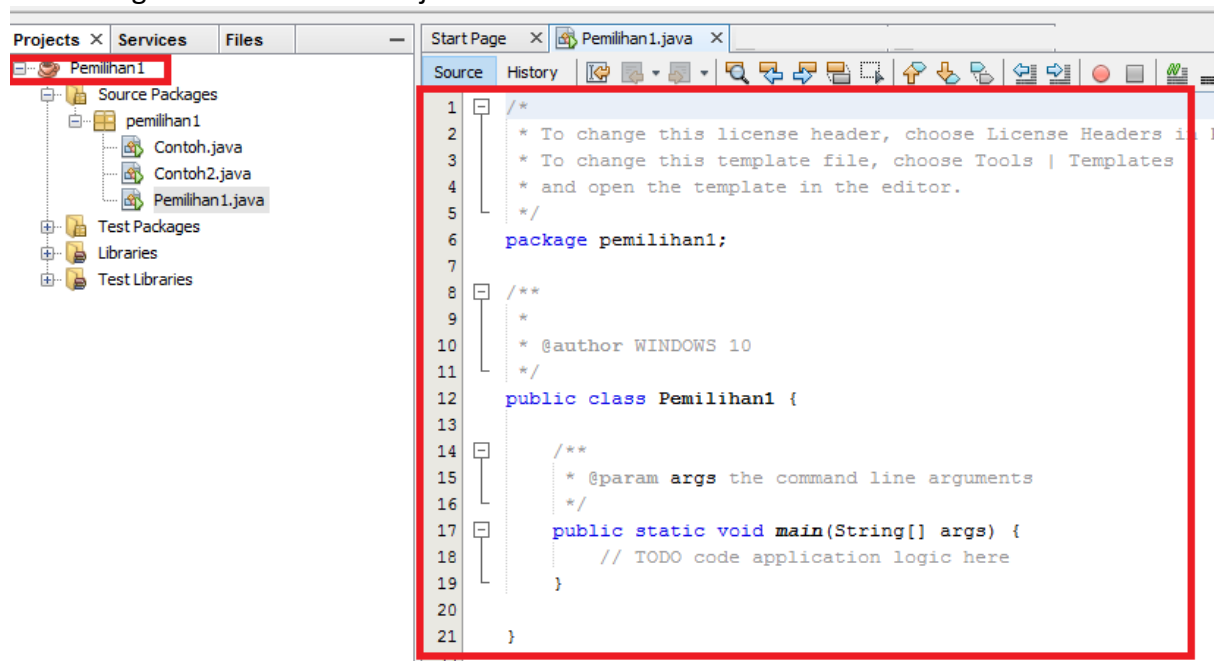 Projects Services Files
Pemilihan1
Source Packages
pemilihan1
Contoh.java
Contoh2.java
Pemilihan1.java
Test Packages
Libraries
Test Libraries
Start Page Pemilihan1.java
Source History
1 /*
2 * To change this license header, choose License Headers in
3 * To change this template file, choose Tools | Templates
4 * and open the template in the editor.
5 */
6 package pemilihan1;
7
8 /**
9 *
10 * @author WINDOWS 10
11 */
12 public class Pemilihan1 {
13
14 /**
15 * @param args the command line arguments
16 */
17 public static void main(String[] args) {
18 // TODO code application logic here
19 }
20
21 }